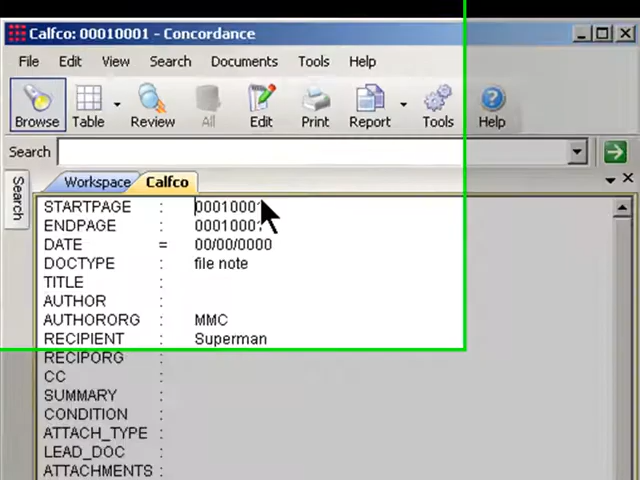 Calfco: 00010001 - Concordance
File Edit View Search Documents Tools Help
Browse Table Review All Edit Print Report Tools Help
Search
Search
Workspace Calfco
STARTPAGE : 00010001
ENDPAGE : 00010001
DATE = 00/00/0000
DOCTYPE : file note
TITLE :
AUTHOR :
AUTHORORG : MMC
RECIPIENT : Superman
RECIPORG :
CC :
SUMMARY :
CONDITION :
ATTACH_TYPE :
LEAD_DOC :
ATTACHMENTS :